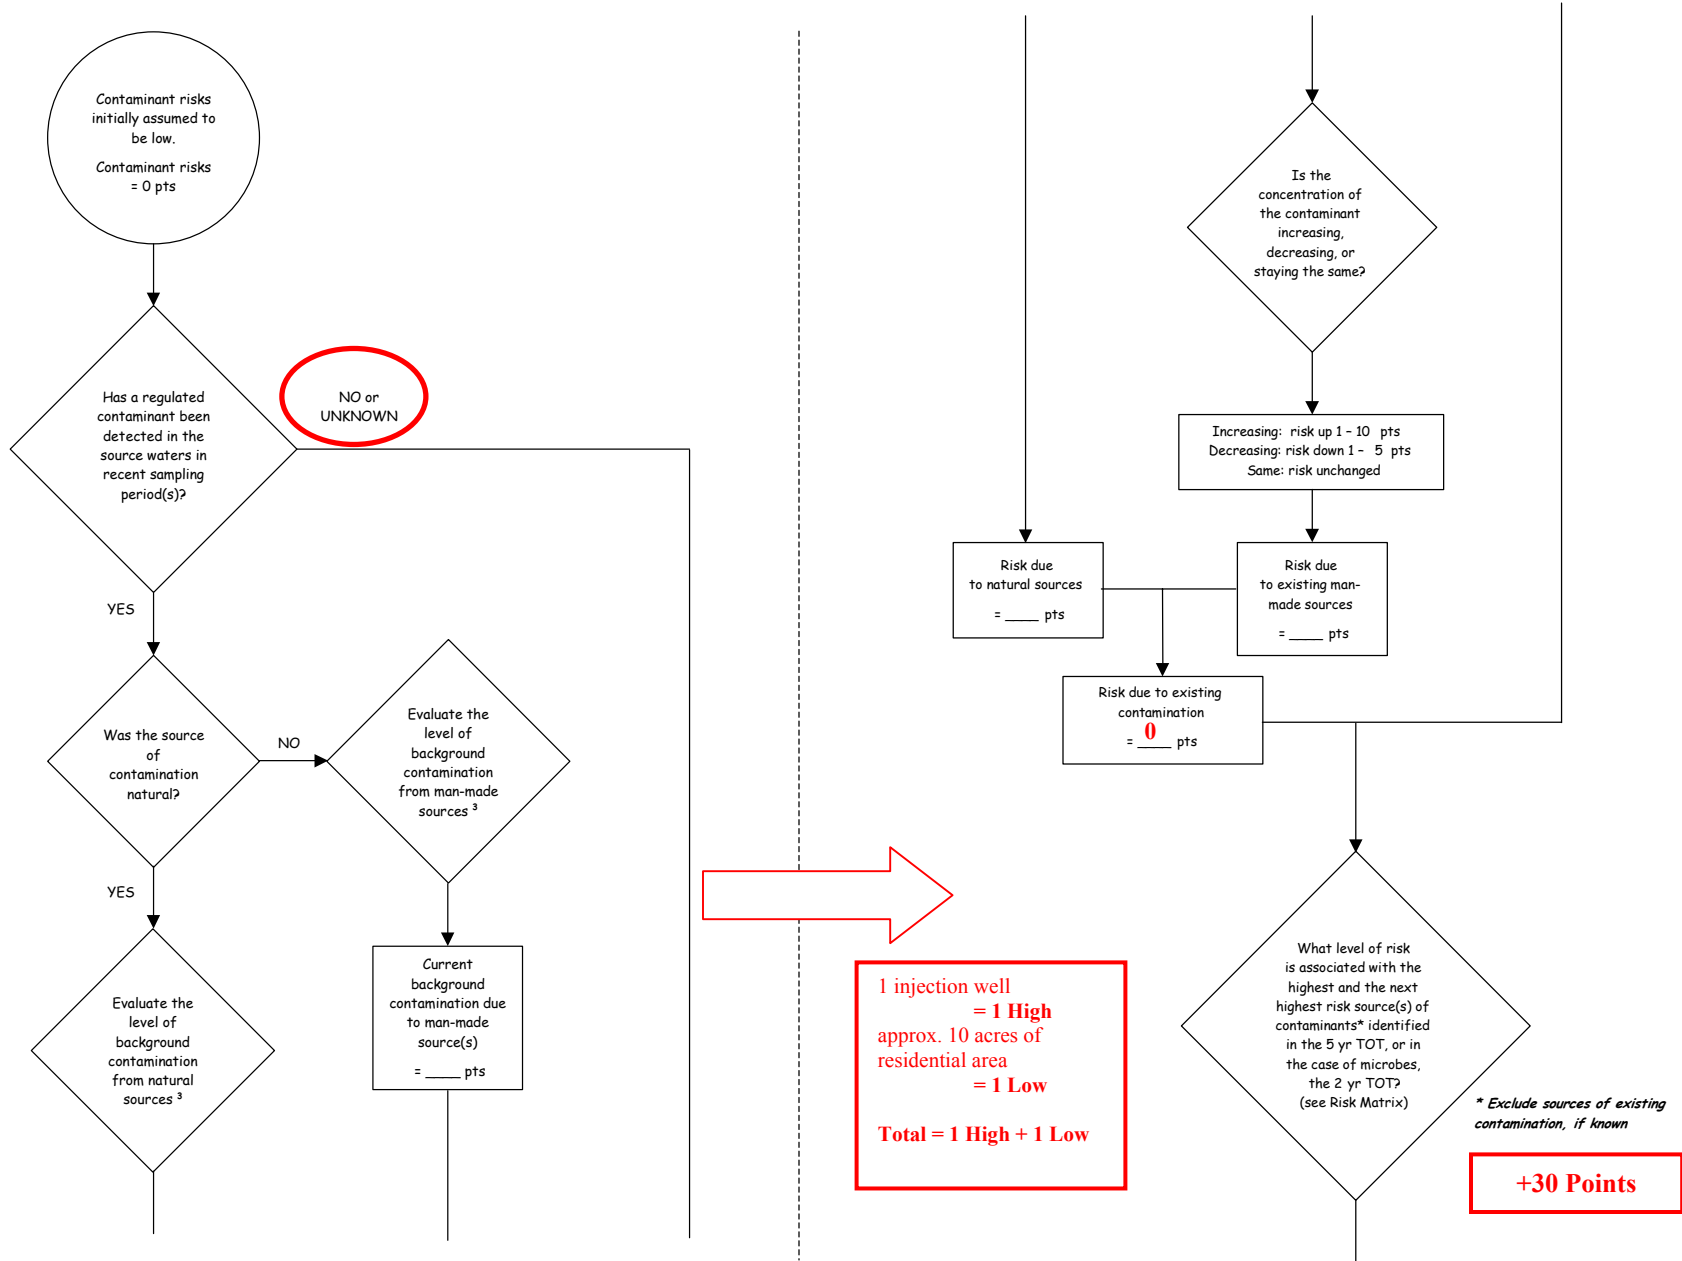 Contaminant risks
initially assumed to
be low.
Contaminant risks
= 0 pts
Has a regulated
contaminant been
detected in the
source waters in
recent sampling
period(s)?
NO or
UNKNOWN
YES
Was the source
of
contamination
natural?
NO
Evaluate the
level of
background
contamination
from man-made
sources ³
YES
Evaluate the
level of
background
contamination
from natural
sources ³
Current
background
contamination due
to man-made
source(s)
= ____ pts
Is the
concentration of
the contaminant
increasing,
decreasing, or
staying the same?
Increasing: risk up 1 – 10 pts
Decreasing: risk down 1 – 5 pts
Same: risk unchanged
Risk due
to natural sources
= ____ pts
Risk due
to existing man-
made sources
= ____ pts
Risk due to existing
contamination
0
= ____ pts
1 injection well
= 1 High
approx. 10 acres of
residential area
= 1 Low
Total = 1 High + 1 Low
What level of risk
is associated with the
highest and the next
highest risk source(s) of
contaminants* identified
in the 5 yr TOT, or in
the case of microbes,
the 2 yr TOT?
(see Risk Matrix)
* Exclude sources of existing
contamination, if known
+30 Points